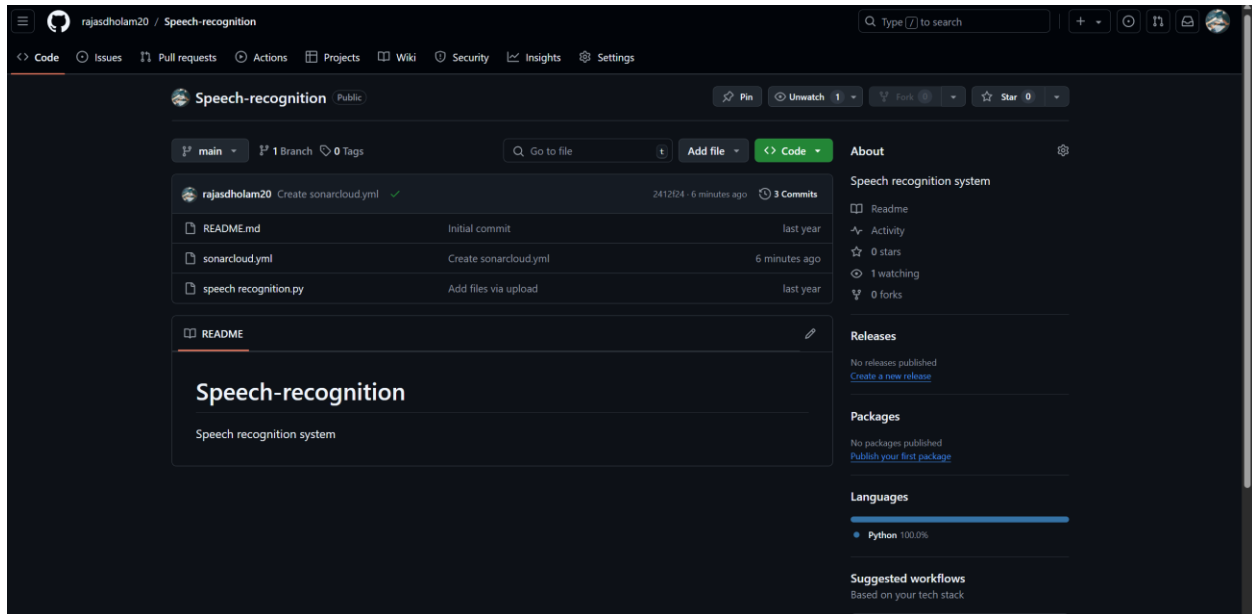 rajasdholam20 / Speech-recognition
Type / to search
Code Issues Pull requests Actions Projects Wiki Security Insights Settings
Speech-recognition Public
Pin Unwatch 1 Fork 0 Star 0
main 1 Branch 0 Tags Go to file t Add file Code
rajasdholam20 Create sonarcloud.yml 2412f24 · 6 minutes ago 3 Commits
README.md Initial commit last year
sonarcloud.yml Create sonarcloud.yml 6 minutes ago
speech recognition.py Add files via upload last year
README
Speech-recognition
Speech recognition system
About
Speech recognition system
Readme
Activity
0 stars
1 watching
0 forks
Releases
No releases published
Create a new release
Packages
No packages published
Publish your first package
Languages
Python 100.0%
Suggested workflows
Based on your tech stack